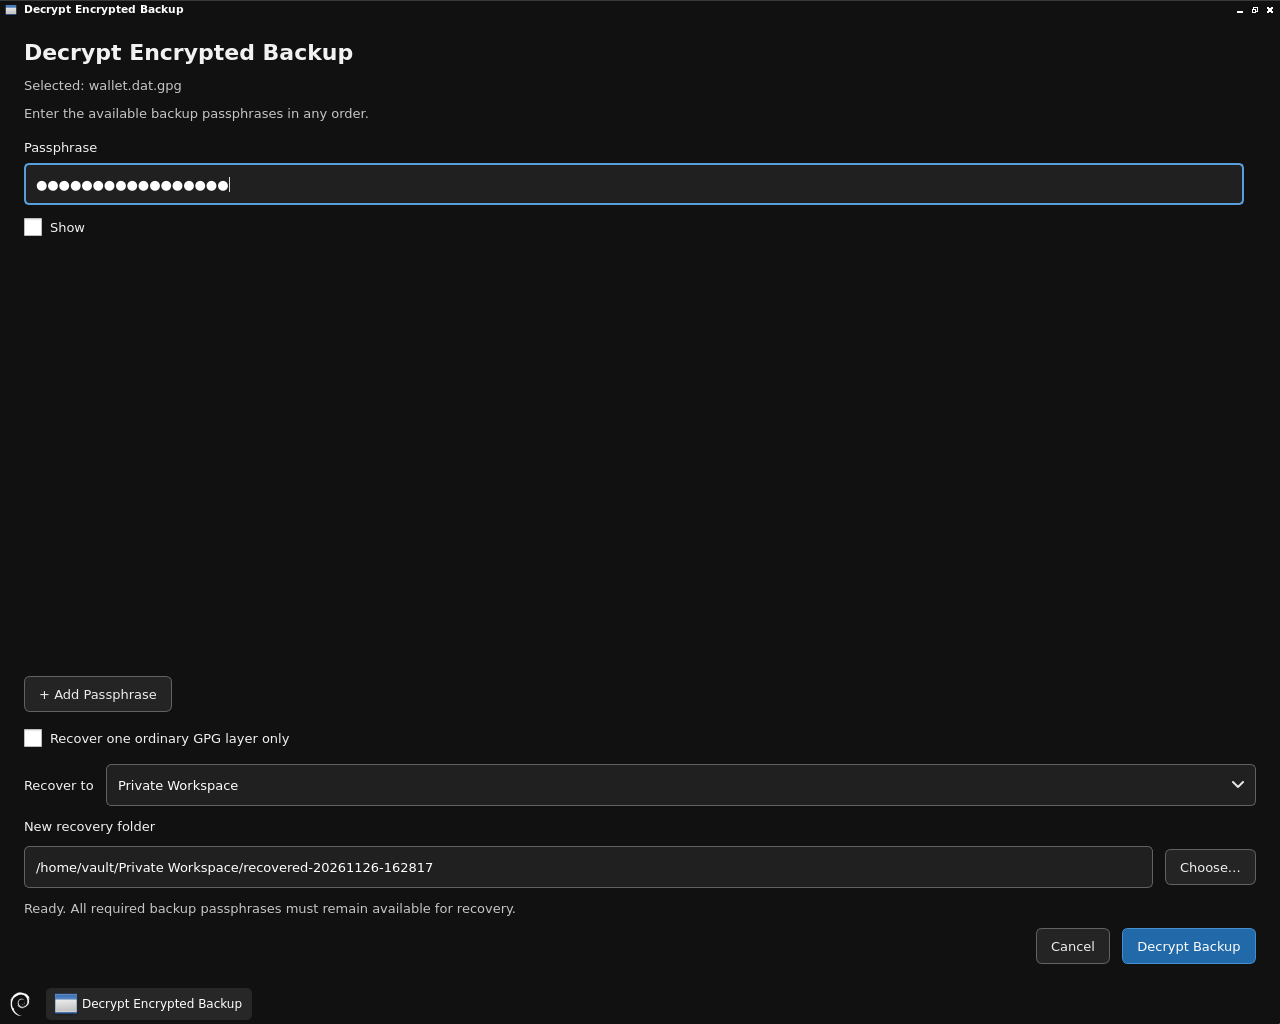 Decrypt Encrypted Backup
Decrypt Encrypted Backup
Selected: wallet.dat.gpg
Enter the available backup passphrases in any order.
Passphrase
●●●●●●●●●●●●●●●●●
Show
+ Add Passphrase
Recover one ordinary GPG layer only
Recover to Private Workspace
New recovery folder
/home/vault/Private Workspace/recovered-20261126-162817 Choose...
Ready. All required backup passphrases must remain available for recovery.
Cancel Decrypt Backup
Decrypt Encrypted Backup